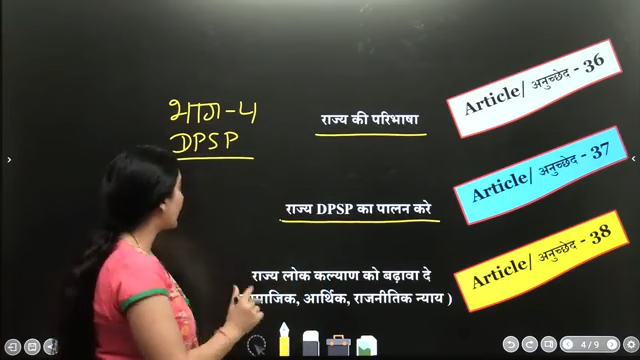 भाग-4
DPSP
राज्य की परिभाषा
Article/ अनुच्छेद - 36
राज्य DPSP का पालन करे
Article/ अनुच्छेद - 37
राज्य लोक कल्याण को बढ़ावा दे
आर्थिक, राजनीतिक न्याय )
Article/ अनुच्छेद - 38
4 / 9